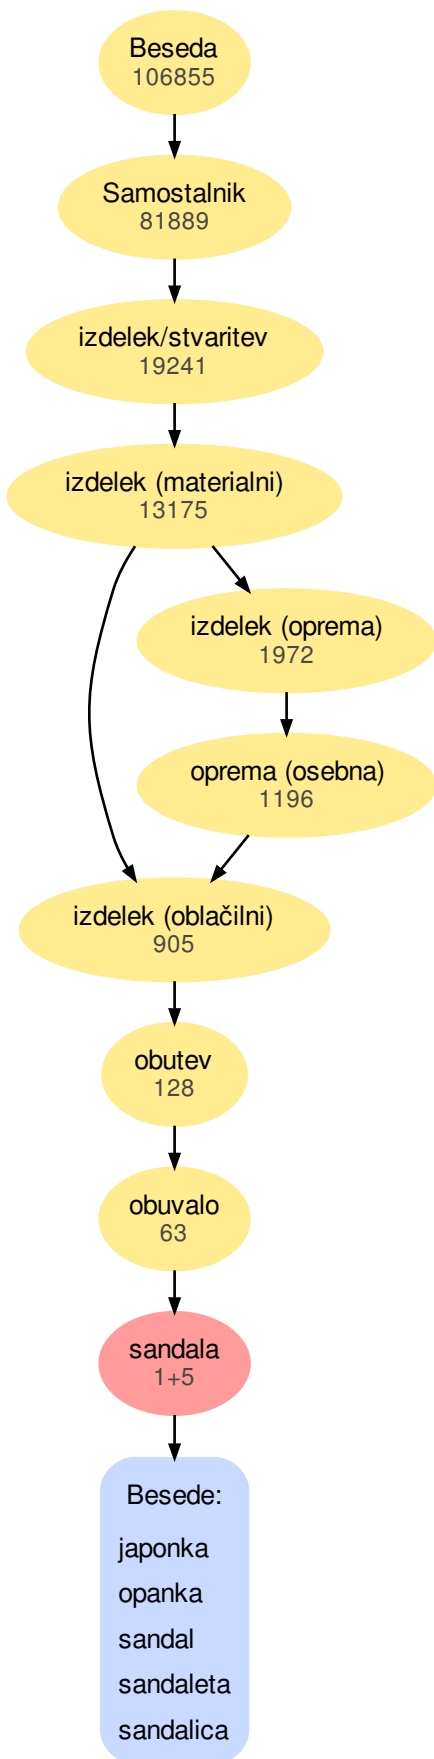 Beseda
106855
Samostalnik
81889
izdelek/stvaritev
19241
izdelek (materialni)
13175
izdelek (oprema)
1972
oprema (osebna)
1196
izdelek (oblačilni)
905
obutev
128
obuvalo
63
sandala
1+5
Besede:
japonka
opanka
sandal
sandaleta
sandalica